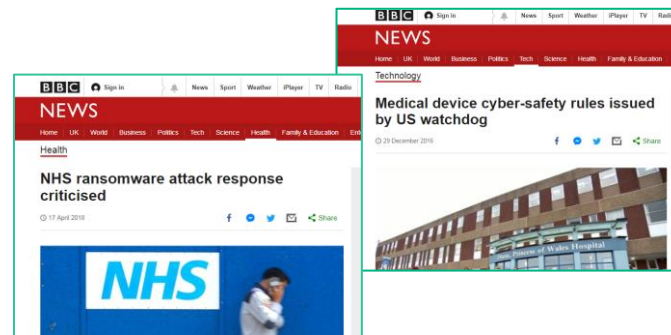 BBC Sign in News Sport Weather iPlayer TV Radio
NEWS
Home UK World Business Politics Tech Science Health Family & Education
Technology
Medical device cyber-safety rules issued
by US watchdog
29 December 2016 Share
Princess of Wales Hospital
BBC Sign in News Sport Weather iPlayer TV Radio
NEWS
Home UK World Business Politics Tech Science Health Family & Education
Health
NHS ransomware attack response
criticised
17 April 2018 Share
NHS